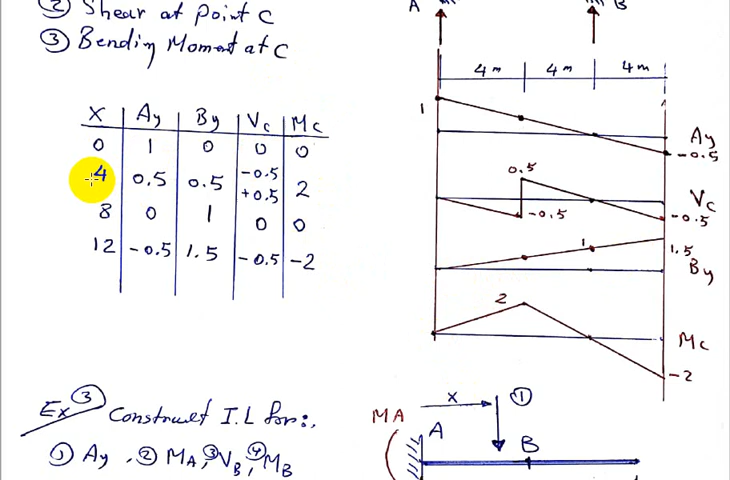 ② Shear at Point C
③ Bending Moment at C
A B
4m 4m 4m
X Ay By Vc Mc
0 1 0 0 0
4 0.5 0.5 -0.5 +0.5 2
8 0 1 0 0
12 -0.5 1.5 -0.5 -2
1 Ay -0.5
0.5 -0.5 Vc -0.5
1 1.5 By
2 Mc -2
Ex ③ Construct I.L for:,
① Ay, ② MA, ③ VB, ④ MB
MA x ①
A B